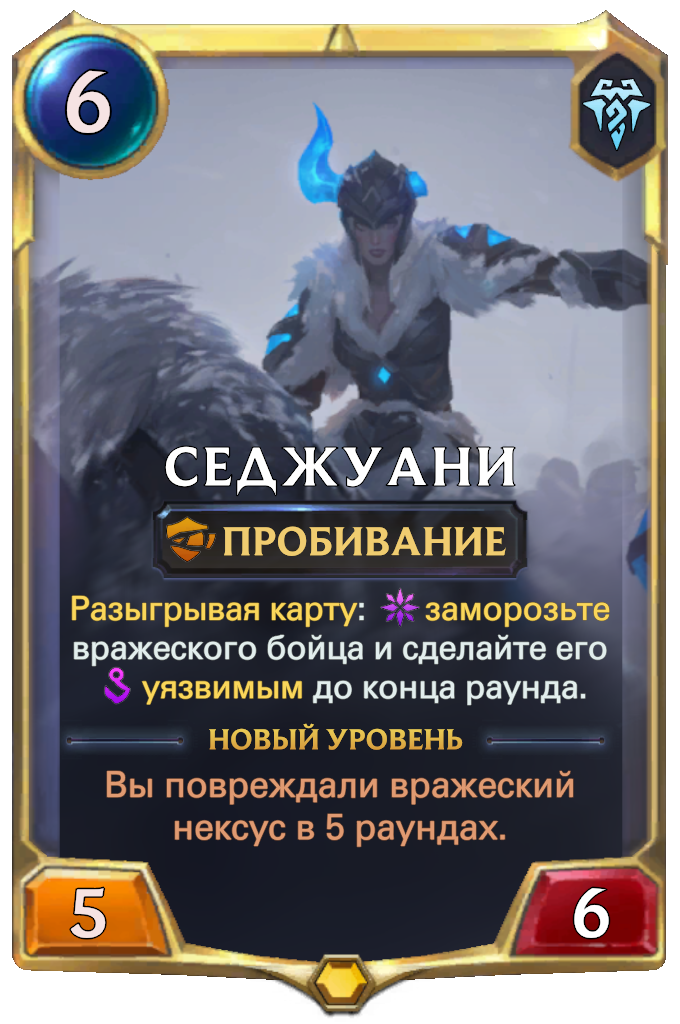 6
СЕДЖУАНИ
ПРОБИВАНИЕ
Разыгрывая карту: заморозьте
вражеского бойца и сделайте его
уязвимым до конца раунда.
НОВЫЙ УРОВЕНЬ
Вы повреждали вражеский
нексус в 5 раундах.
5
6